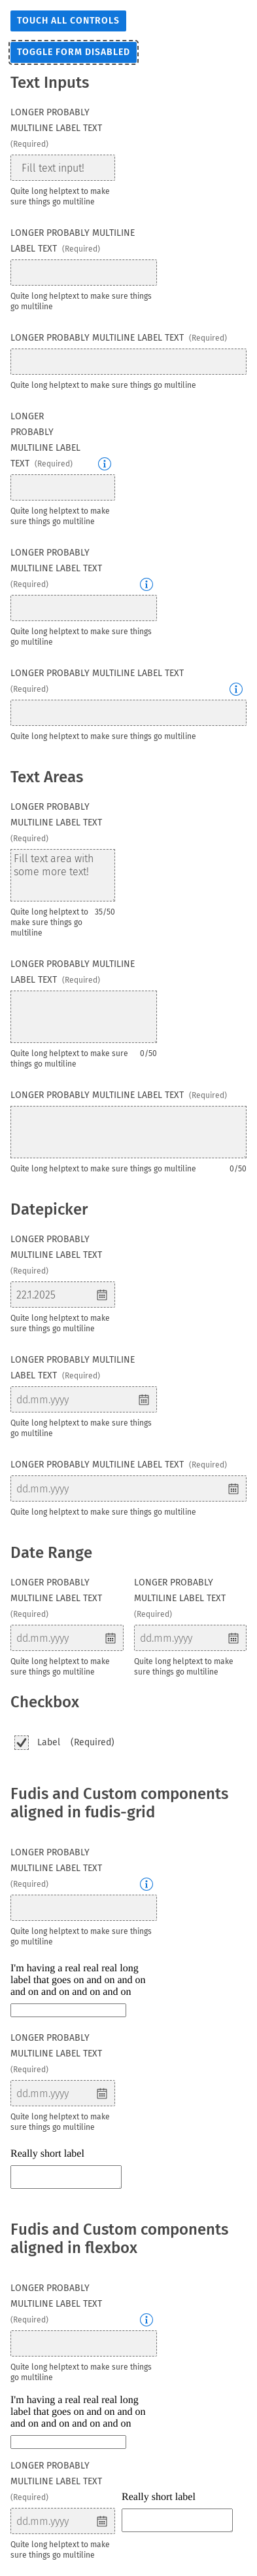 TOUCH ALL CONTROLS
TOGGLE FORM DISABLED
Text Inputs
LONGER PROBABLY
MULTILINE LABEL TEXT
(Required)
Fill text input!
Quite long helptext to make
sure things go multiline
LONGER PROBABLY MULTILINE
LABEL TEXT (Required)
Quite long helptext to make sure things
go multiline
LONGER PROBABLY MULTILINE LABEL TEXT (Required)
Quite long helptext to make sure things go multiline
LONGER
PROBABLY
MULTILINE LABEL
TEXT (Required)
Quite long helptext to make
sure things go multiline
LONGER PROBABLY
MULTILINE LABEL TEXT
(Required)
Quite long helptext to make sure things
go multiline
LONGER PROBABLY MULTILINE LABEL TEXT
(Required)
Quite long helptext to make sure things go multiline
Text Areas
LONGER PROBABLY
MULTILINE LABEL TEXT
(Required)
Fill text area with
some more text!
Quite long helptext to 35/50
make sure things go
multiline
LONGER PROBABLY MULTILINE
LABEL TEXT (Required)
Quite long helptext to make sure 0/50
things go multiline
LONGER PROBABLY MULTILINE LABEL TEXT (Required)
Quite long helptext to make sure things go multiline 0/50
Datepicker
LONGER PROBABLY
MULTILINE LABEL TEXT
(Required)
22.1.2025
Quite long helptext to make
sure things go multiline
LONGER PROBABLY MULTILINE
LABEL TEXT (Required)
dd.mm.yyyy
Quite long helptext to make sure things
go multiline
LONGER PROBABLY MULTILINE LABEL TEXT (Required)
dd.mm.yyyy
Quite long helptext to make sure things go multiline
Date Range
LONGER PROBABLY
MULTILINE LABEL TEXT
(Required)
dd.mm.yyyy
Quite long helptext to make
sure things go multiline
LONGER PROBABLY
MULTILINE LABEL TEXT
(Required)
dd.mm.yyyy
Quite long helptext to make
sure things go multiline
Checkbox
Label (Required)
Fudis and Custom components
aligned in fudis-grid
LONGER PROBABLY
MULTILINE LABEL TEXT
(Required)
Quite long helptext to make sure things
go multiline
I'm having a real real real long
label that goes on and on and on
and on and on and on and on
LONGER PROBABLY
MULTILINE LABEL TEXT
(Required)
dd.mm.yyyy
Quite long helptext to make
sure things go multiline
Really short label
Fudis and Custom components
aligned in flexbox
LONGER PROBABLY
MULTILINE LABEL TEXT
(Required)
Quite long helptext to make sure things
go multiline
I'm having a real real real long
label that goes on and on and on
and on and on and on and on
LONGER PROBABLY
MULTILINE LABEL TEXT
(Required)
dd.mm.yyyy
Quite long helptext to make
sure things go multiline
Really short label